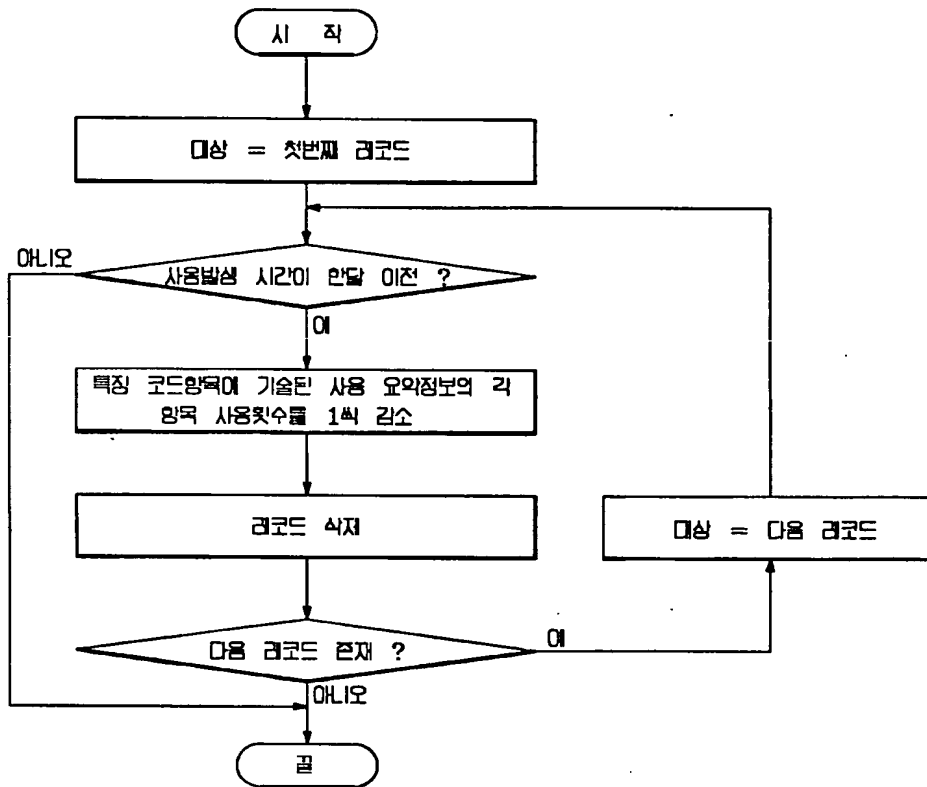 시 작
대상 = 첫번째 레코드
아니오
사용발생 시간이 한달 이전 ?
예
특징 코드항목에 기술된 사용 요약정보의 각
항목 사용횟수를 1씩 감소
레코드 삭제
대상 = 다음 레코드
다음 레코드 존재 ?
예
아니오
끝